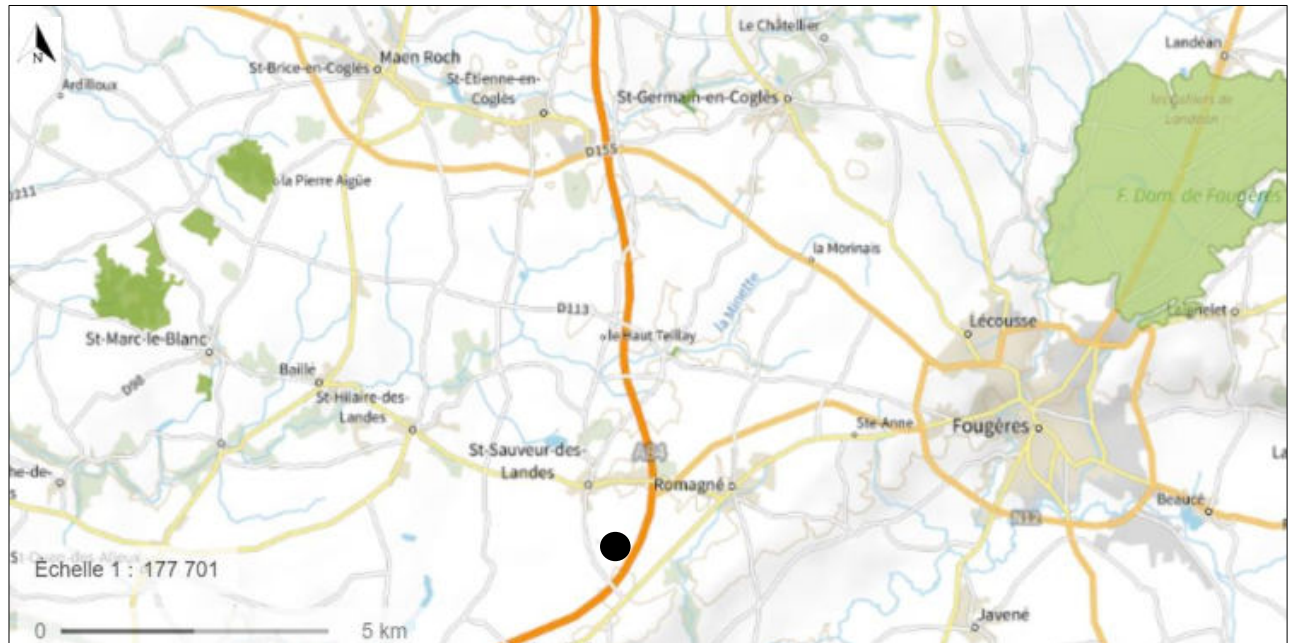 N
Le Châtellier
Landéan
Maen Roch
St-Brice-en-Coglès
St-Étienne-en-
Coglès
Ardilloux
St-Germain-en-Coglès
D155
la Pierre Aigüe
D211
F. Dom. de Fougères
la Morinais
la Minette
D113
le Haut Teillay
Lécousse
St-Marc-le-Blanc
Baillé
D98
St-Hilaire-des-
Landes
Ste-Anne
Fougères
St-Sauveur-des-
Landes
A84
he-de-
s
Romagné
La
Beaucé
Échelle 1 : 177 701
Javené
0
5 km